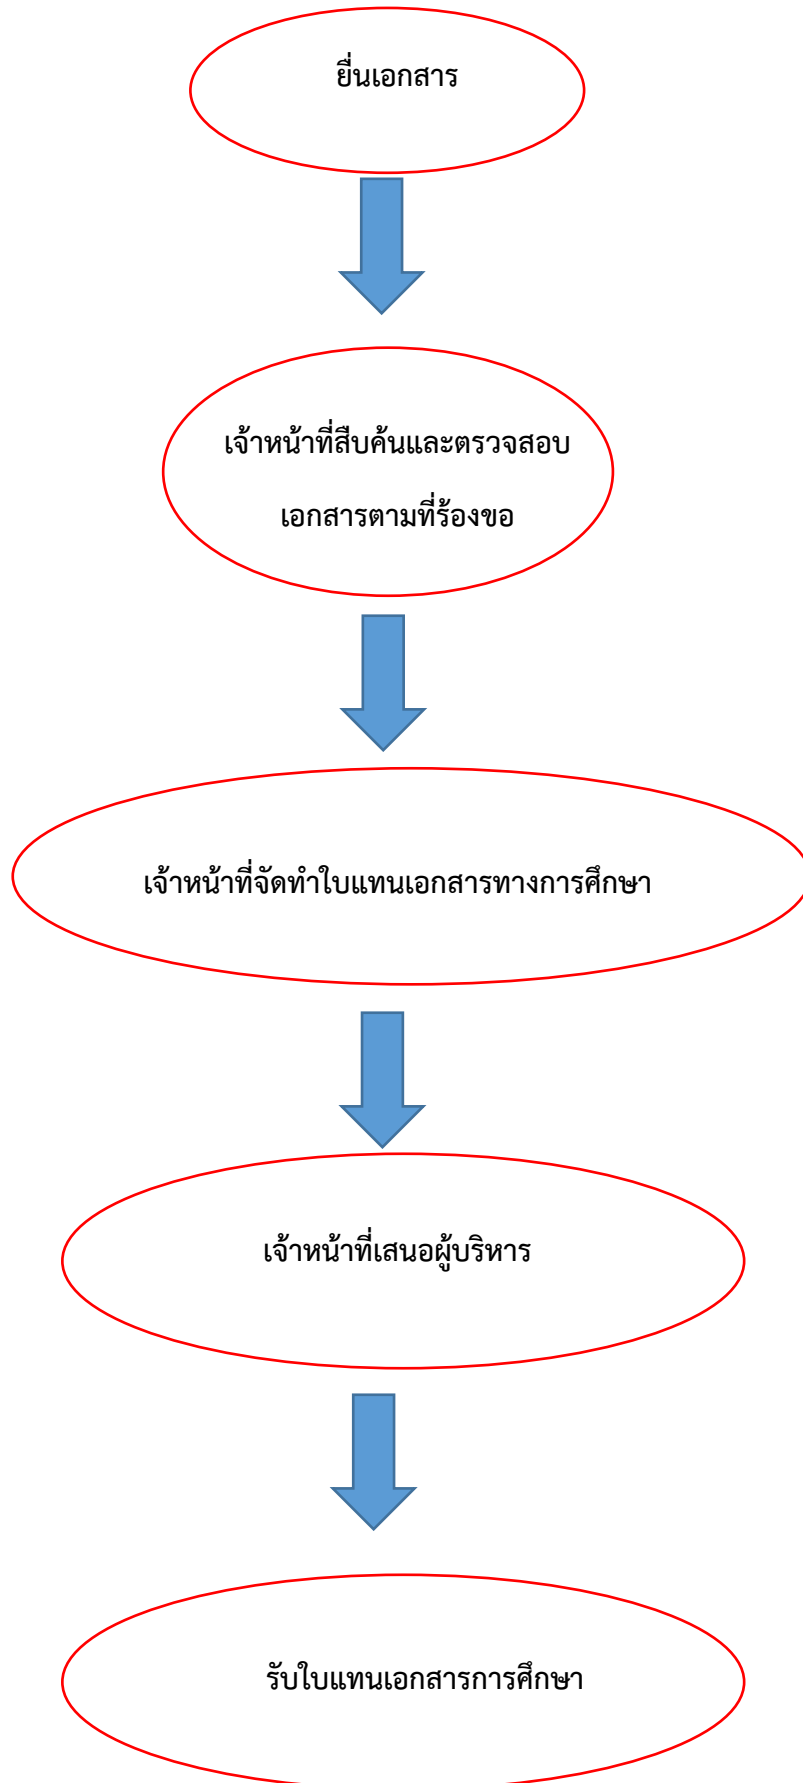 ยื่นเอกสาร
เจ้าหน้าที่สืบค้นและตรวจสอบ
เอกสารตามที่ร้องขอ
เจ้าหน้าที่จัดทำใบแทนเอกสารทางการศึกษา
เจ้าหน้าที่เสนอผู้บริหาร
รับใบแทนเอกสารการศึกษา